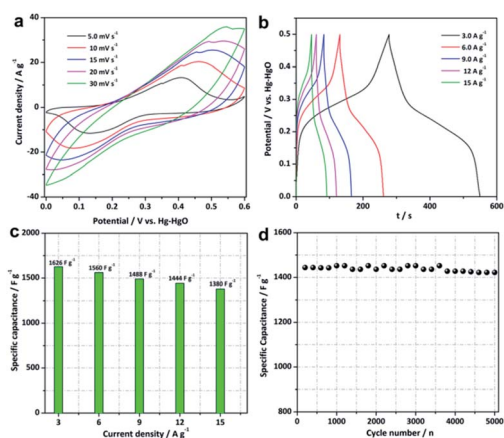 a
5.0 mV s⁻¹
10 mV s⁻¹
15 mV s⁻¹
20 mV s⁻¹
30 mV s⁻¹
Current density / A g⁻¹
40
20
0
-20
-40
0.0 0.1 0.2 0.3 0.4 0.5 0.6
Potential / V vs. Hg-HgO
b
3.0 A g⁻¹
6.0 A g⁻¹
9.0 A g⁻¹
12 A g⁻¹
15 A g⁻¹
Potential / V vs. Hg-HgO
0.6
0.5
0.4
0.3
0.2
0.1
0.0
0 200 400 600
t / s
c
Specific capacitance / F g⁻¹
2000
1500
1000
500
0
1626 F g⁻¹
1560 F g⁻¹
1488 F g⁻¹
1444 F g⁻¹
1380 F g⁻¹
3 6 9 12 15
Current density / A g⁻¹
d
Specific Capacitance / F g⁻¹
1600
1400
1200
1000
800
0 1000 2000 3000 4000 5000
Cycle number / n